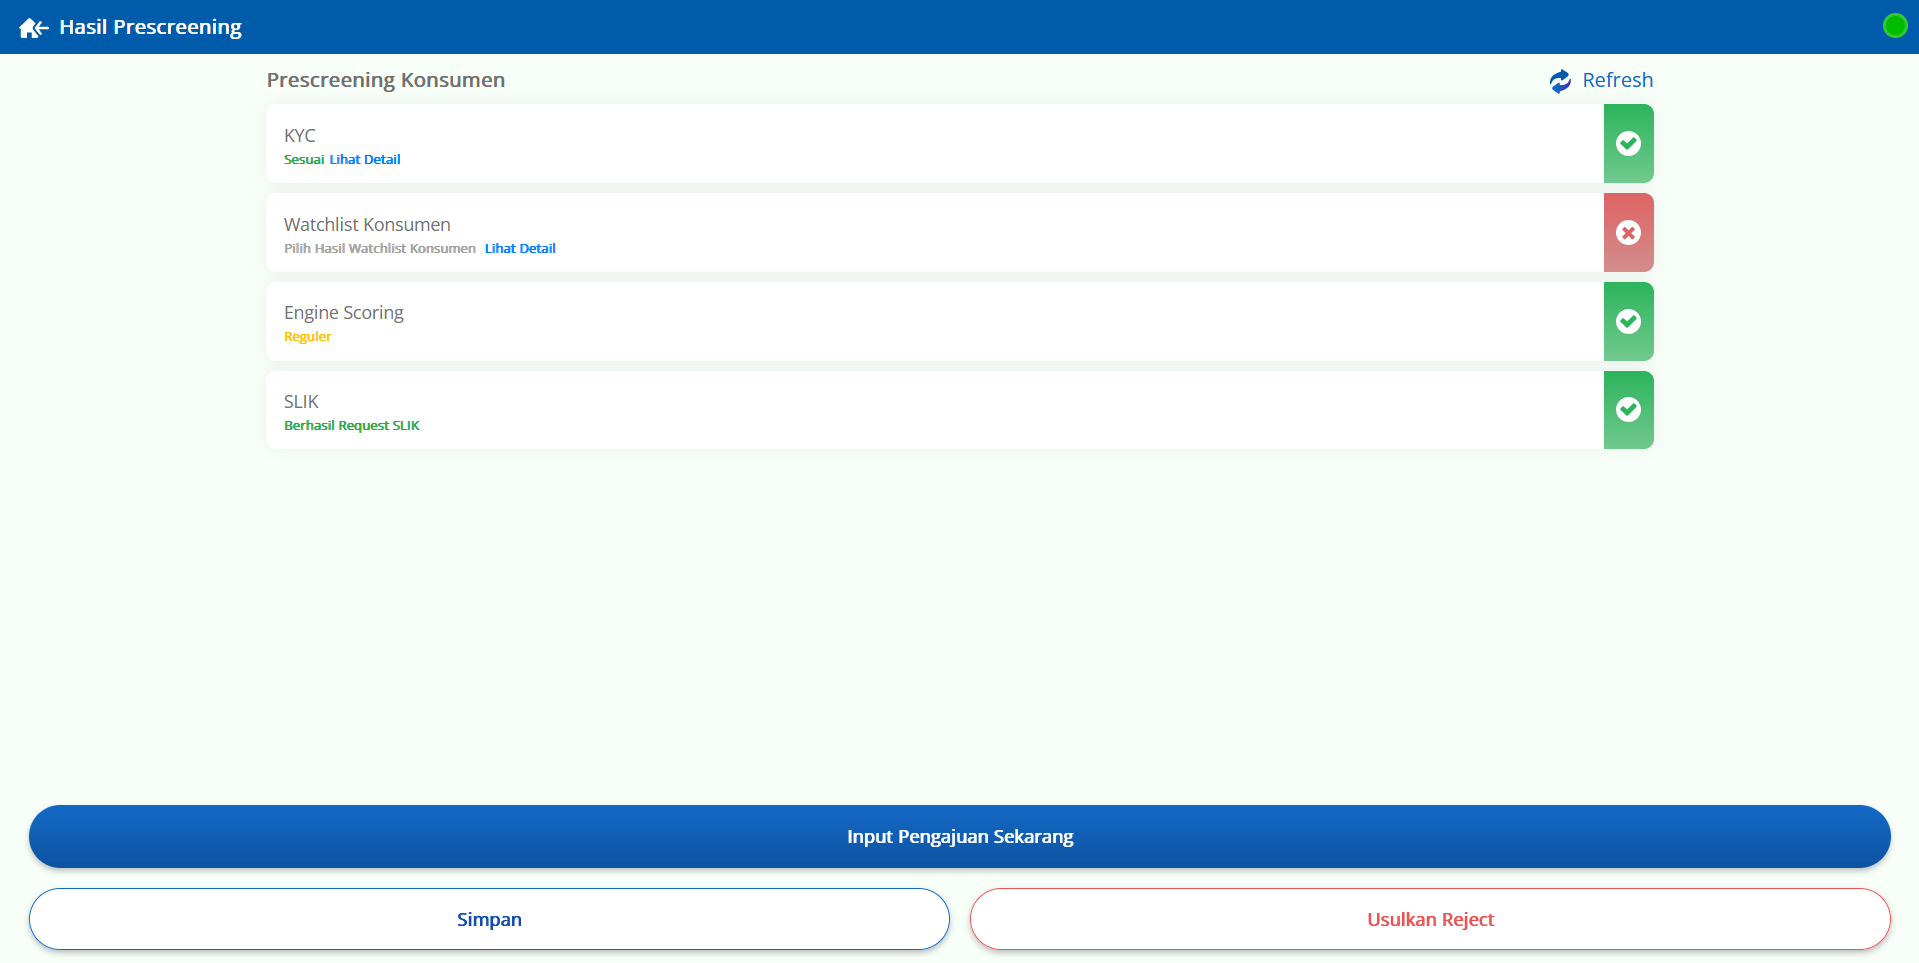 Hasil Prescreening
Prescreening Konsumen
Refresh
KYC
Sesuai Lihat Detail
Watchlist Konsumen
Pilih Hasil Watchlist Konsumen Lihat Detail
Engine Scoring
Reguler
SLIK
Berhasil Request SLIK
Input Pengajuan Sekarang
Simpan
Usulkan Reject